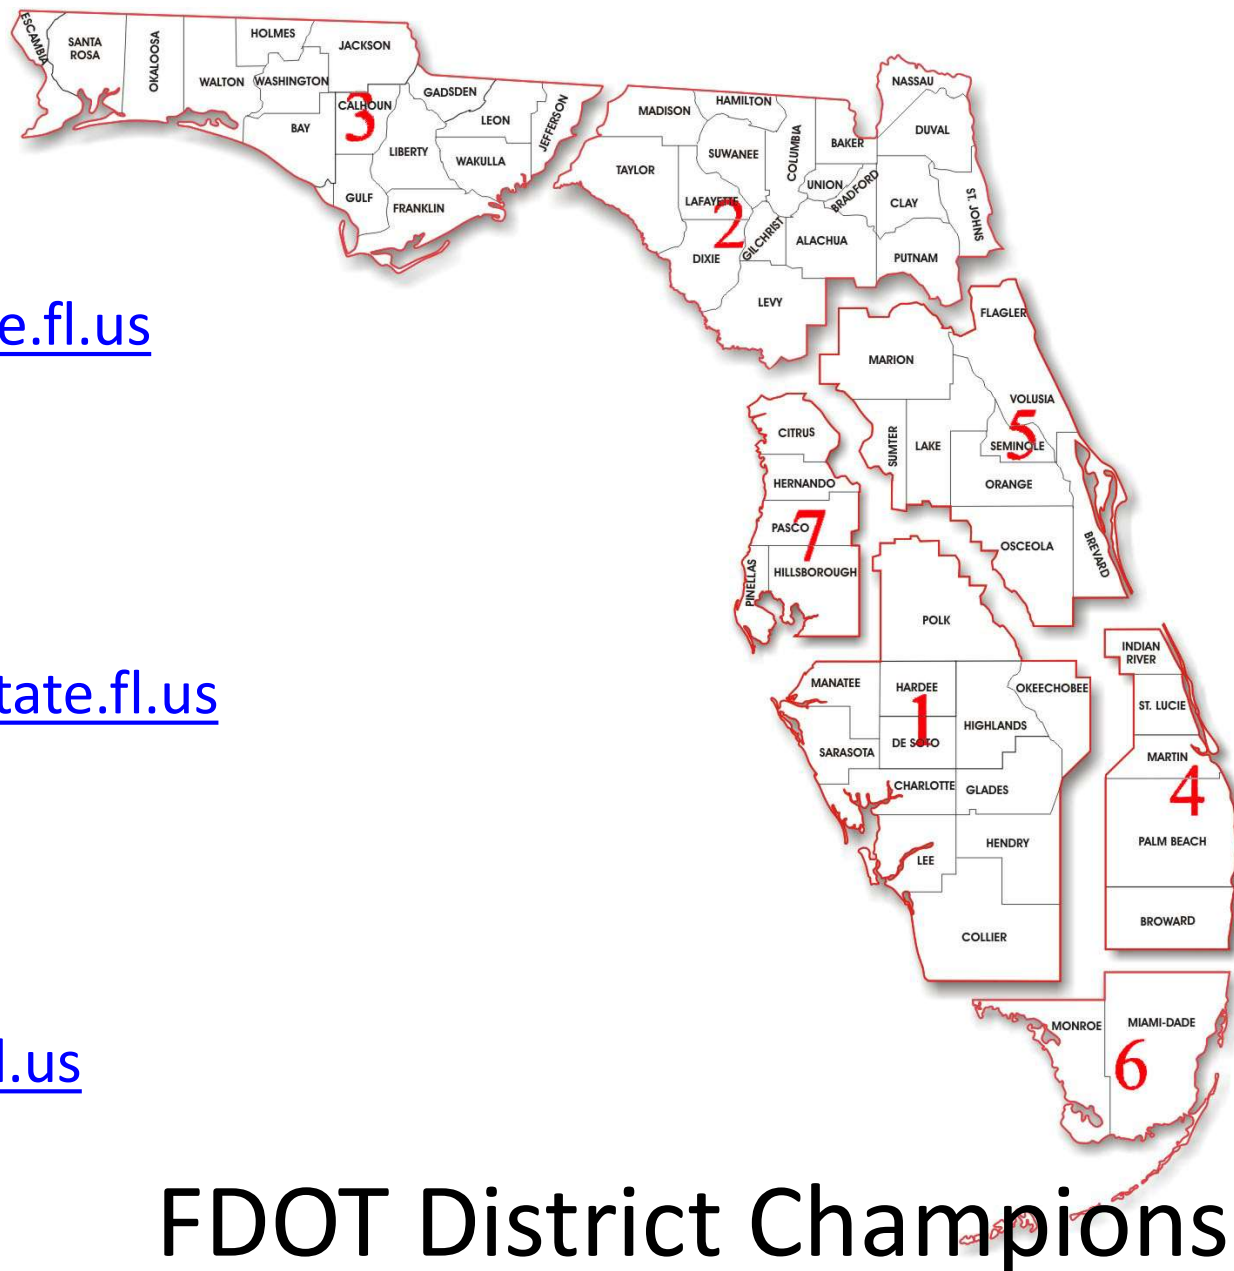 ESCAMBIA
SANTA
ROSA
OKALOOSA
WALTON
HOLMES
WASHINGTON
JACKSON
BAY
CALHOUN
3
GULF
LIBERTY
FRANKLIN
GADSDEN
LEON
WAKULLA
JEFFERSON
MADISON
HAMILTON
TAYLOR
SUWANEE
LAFAYETTE
2
DIXIE
GILCHRIST
LEVY
COLUMBIA
BAKER
UNION
BRADFORD
ALACHUA
NASSAU
DUVAL
CLAY
ST. JOHNS
PUTNAM
e.fl.us
FLAGLER
MARION
VOLUSIA
5
SUMTER
LAKE
SEMINOLE
ORANGE
OSCEOLA
BREVARD
CITRUS
HERNANDO
PASCO
7
PINELLAS
HILLSBOROUGH
tate.fl.us
POLK
MANATEE
HARDEE
1
OKEECHOBEE
HIGHLANDS
DE SOTO
SARASOTA
CHARLOTTE
GLADES
LEE
HENDRY
COLLIER
INDIAN
RIVER
ST. LUCIE
MARTIN
4
PALM BEACH
BROWARD
l.us
MONROE
MIAMI-DADE
6
FDOT District Champions